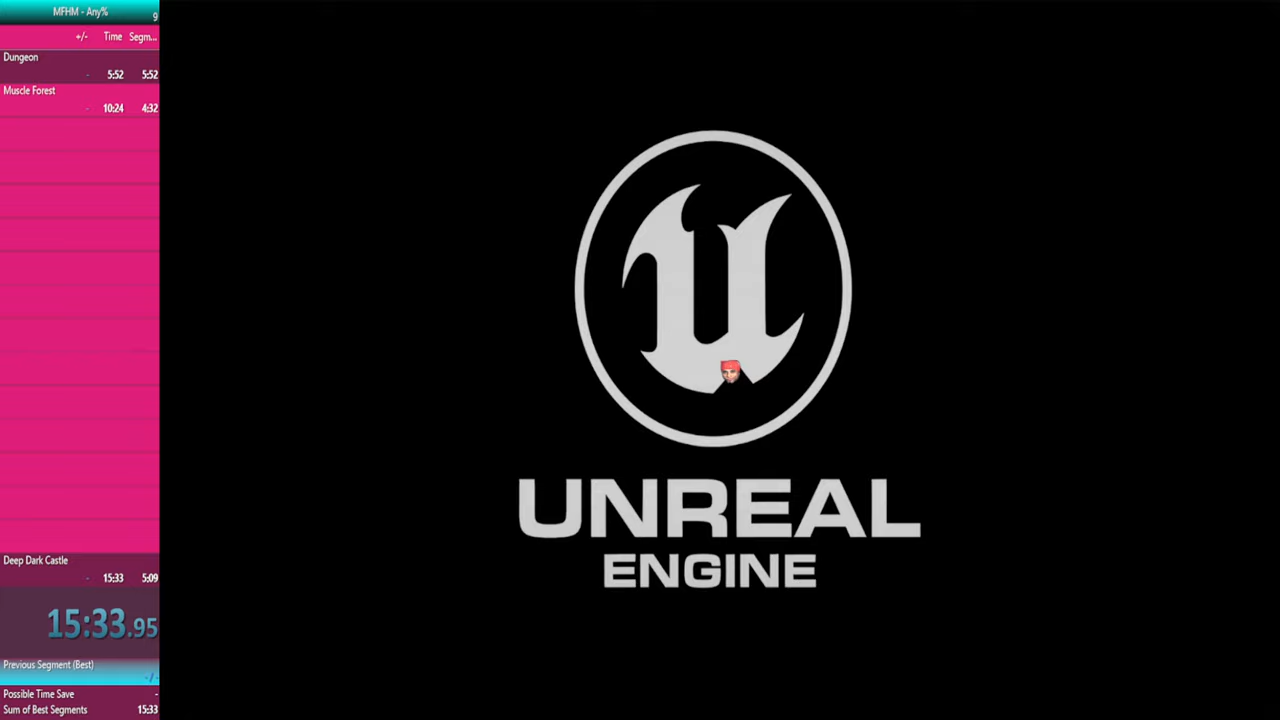 MFHM - Any%
9
+/- Time Segm...
Dungeon
- 5:52 5:52
Muscle Forest
- 10:24 4:32
Deep Dark Castle
- 15:33 5:09
15:33.95
Previous Segment (Best)
-/-
Possible Time Save -
Sum of Best Segments 15:33
UNREAL
ENGINE